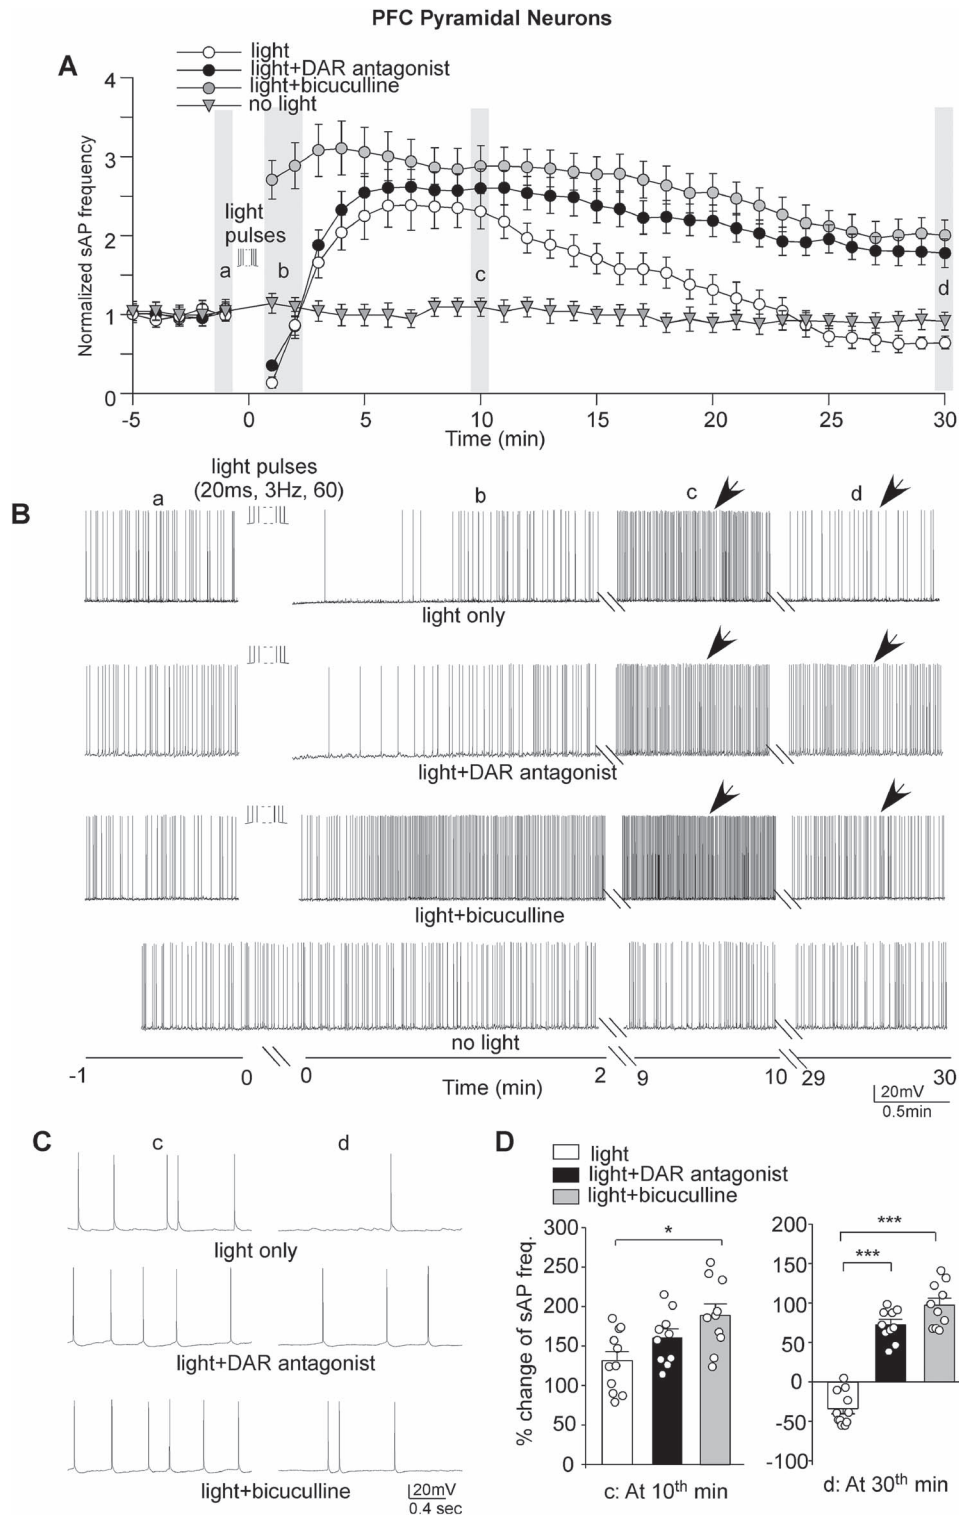 PFC Pyramidal Neurons
A
light
light+DAR antagonist
light+bicuculline
no light
Normalized sAP frequency
4
3
2
1
0
light
pulses
a
b
c
d
-5
0
5
10
15
20
25
30
Time (min)
B
light pulses
(20ms, 3Hz, 60)
a
b
c
d
light only
light+DAR antagonist
light+bicuculline
no light
-1
0
0
2
9
10
29
30
Time (min)
20mV
0.5min
C
c
d
light only
light+DAR antagonist
light+bicuculline
20mV
0.4 sec
D
light
light+DAR antagonist
light+bicuculline
% change of sAP freq.
300
250
200
150
100
50
0
*
c: At 10th min
200
150
100
50
0
-50
-100
***
***
d: At 30th min